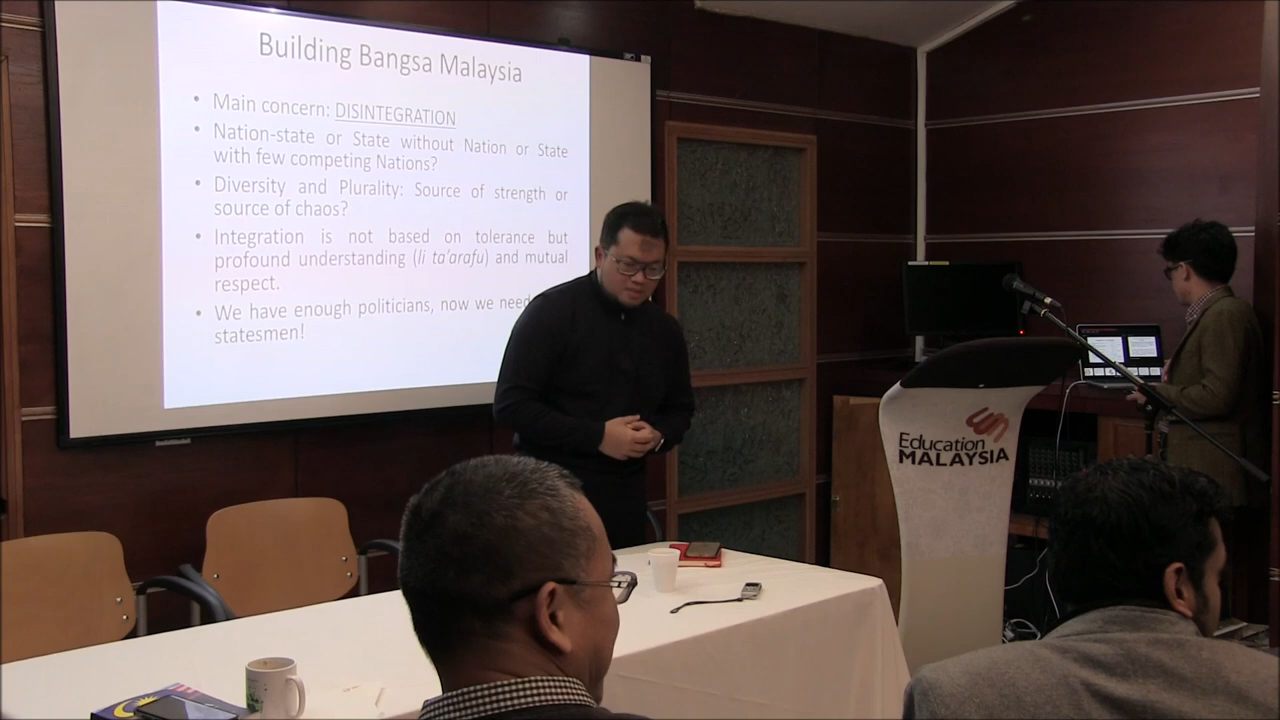 Building Bangsa Malaysia
• Main concern: DISINTEGRATION
• Nation-state or State without Nation or State
with few competing Nations?
• Diversity and Plurality: Source of strength or
source of chaos?
• Integration is not based on tolerance but
profound understanding (li ta'arafu) and mutual
respect.
• We have enough politicians, now we need
statesmen!
Education
MALAYSIA